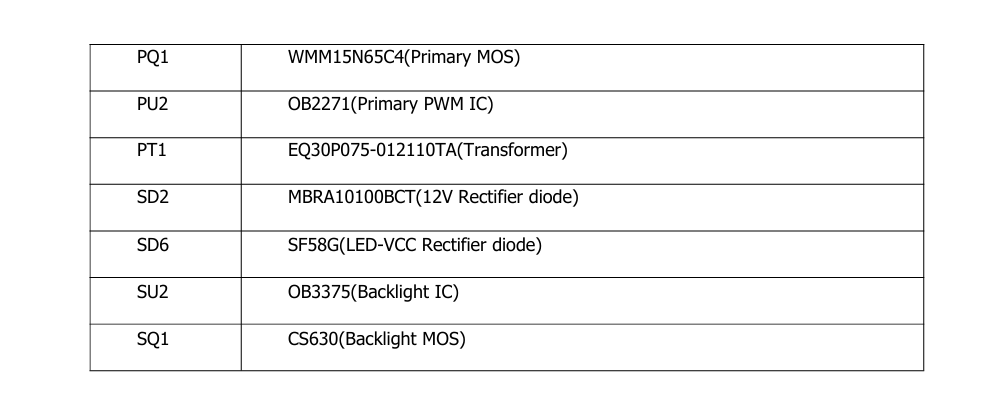 PQ1 WMM15N65C4(Primary MOS)
PU2 OB2271(Primary PWM IC)
PT1 EQ30P075-012110TA(Transformer)
SD2 MBRA10100BCT(12V Rectifier diode)
SD6 SF58G(LED-VCC Rectifier diode)
SU2 OB3375(Backlight IC)
SQ1 CS630(Backlight MOS)